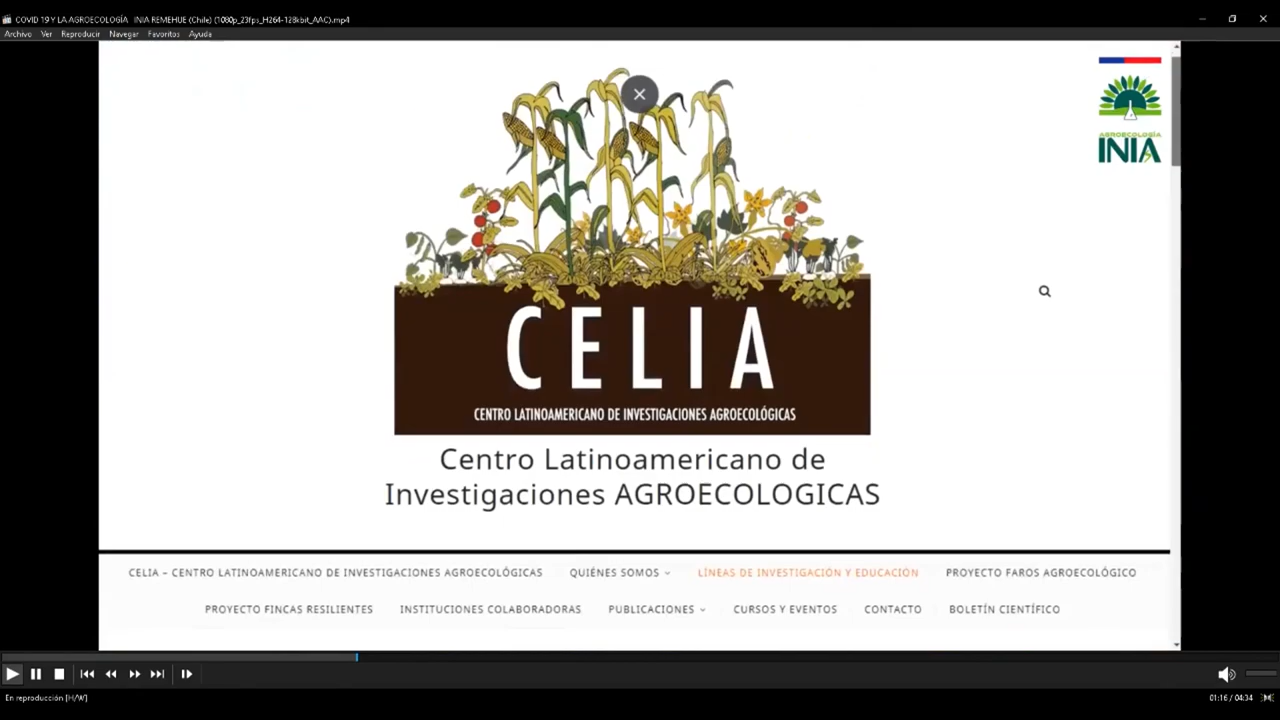 COVID 19 Y LA AGROECOLOGÍA   INIA REMEHUE (Chile) (1080p_23fps_H264-128kbit_AAC).mp4
Archivo Ver Reproducir Navegar Favoritos Ayuda
AGROECOLOGÍA
INIA
CELIA
CENTRO LATINOAMERICANO DE INVESTIGACIONES AGROECOLÓGICAS
Centro Latinoamericano de
Investigaciones AGROECOLOGICAS
CELIA – CENTRO LATINOAMERICANO DE INVESTIGACIONES AGROECOLÓGICAS QUIÉNES SOMOS LÍNEAS DE INVESTIGACIÓN Y EDUCACIÓN PROYECTO FAROS AGROECOLÓGICO
PROYECTO FINCAS RESILIENTES INSTITUCIONES COLABORADORAS PUBLICACIONES CURSOS Y EVENTOS CONTACTO BOLETÍN CIENTÍFICO
En reproducción [H/W] 01:16 / 04:34